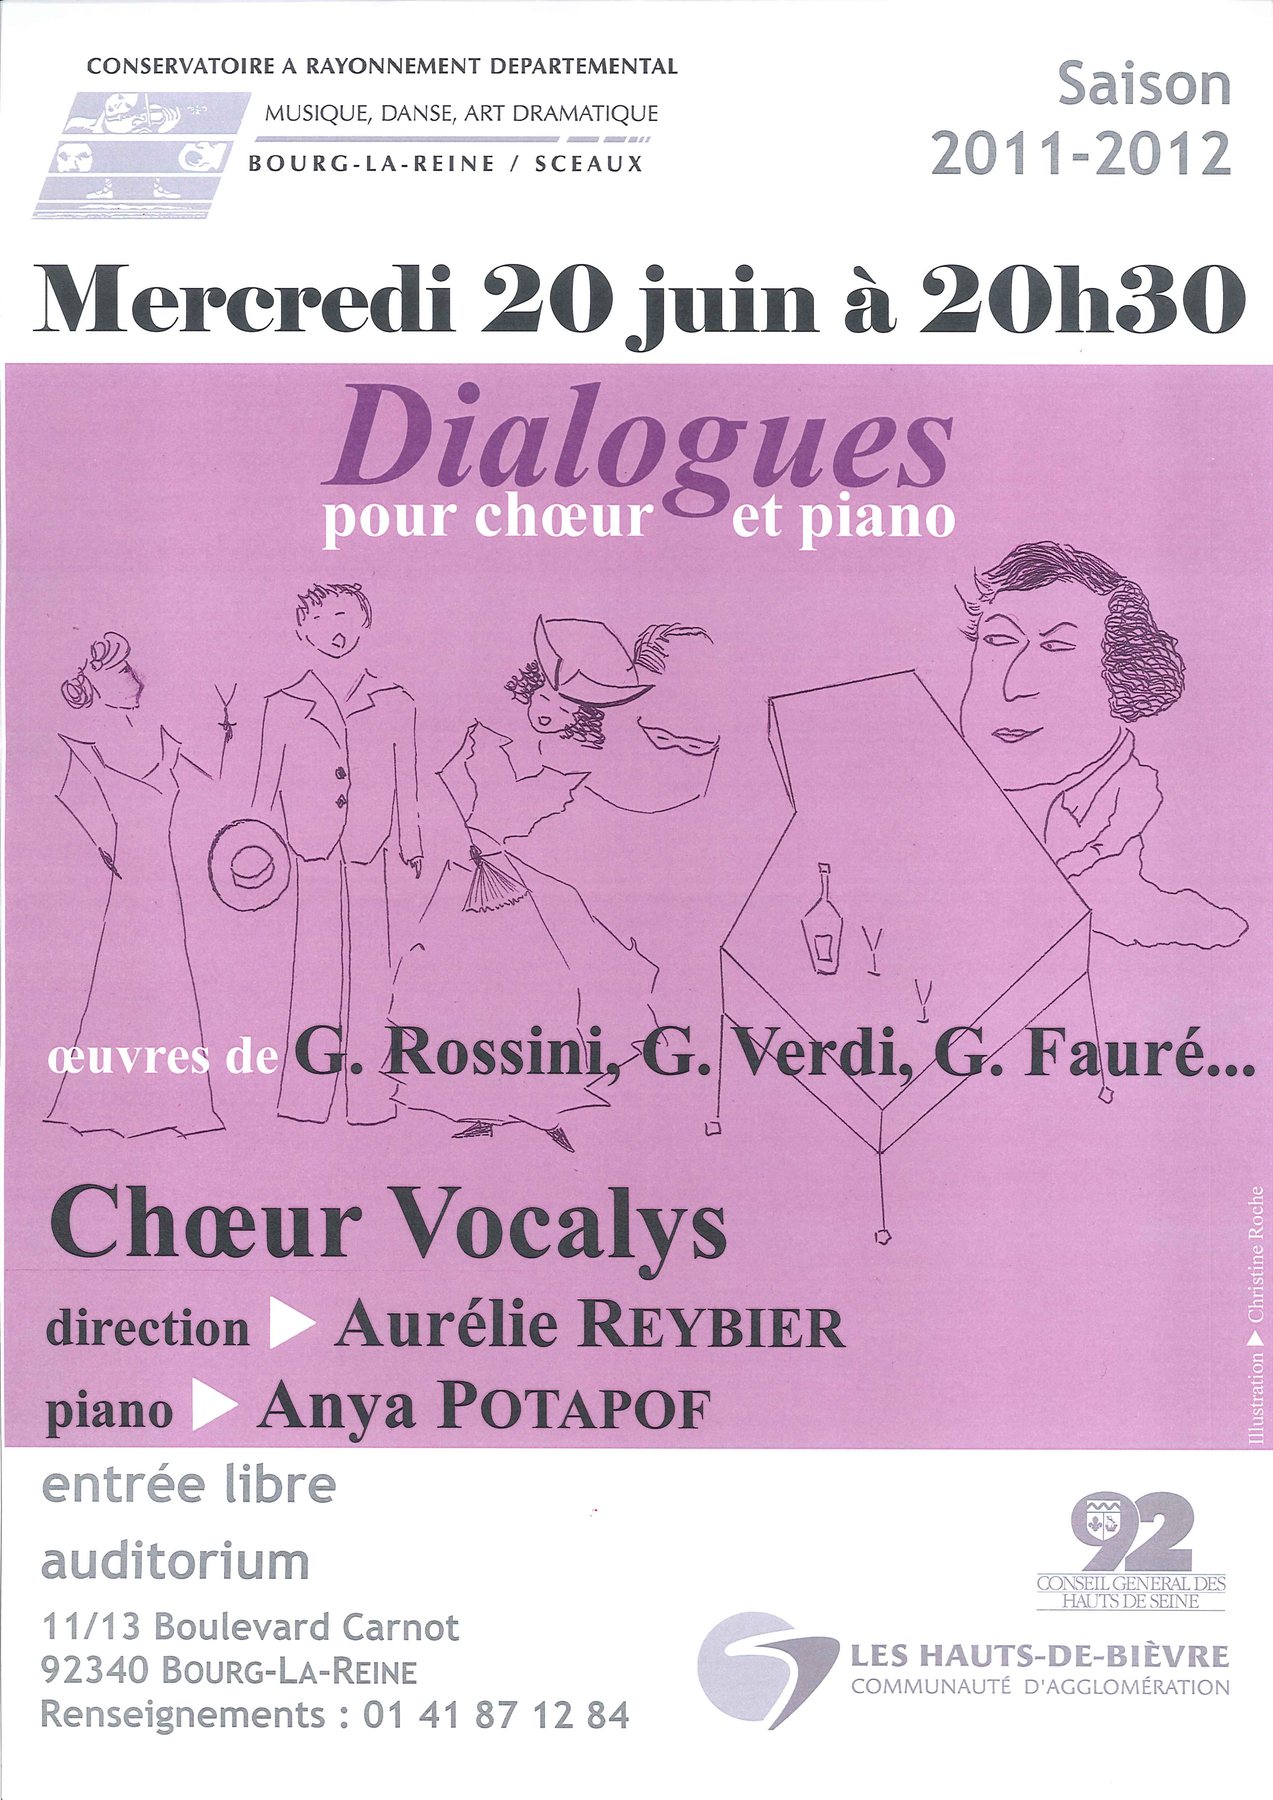 CONSERVATOIRE A RAYONNEMENT DEPARTEMENTAL
MUSIQUE, DANSE, ART DRAMATIQUE
BOURG-LA-REINE / SCEAUX
Saison
2011-2012
Mercredi 20 juin à 20h30
Dialogues
pour chœur et piano
œuvres de G. Rossini, G. Verdi, G. Fauré...
Chœur Vocalys
direction ▶ Aurélie REYBIER
piano ▶ Anya POTAPOF
Illustration ▶ Christine Roche
entrée libre
auditorium
11/13 Boulevard Carnot
92340 BOURG-LA-REINE
Renseignements : 01 41 87 12 84
92
CONSEIL GENERAL DES
HAUTS DE SEINE
LES HAUTS-DE-BIÈVRE
COMMUNAUTÉ D'AGGLOMÉRATION